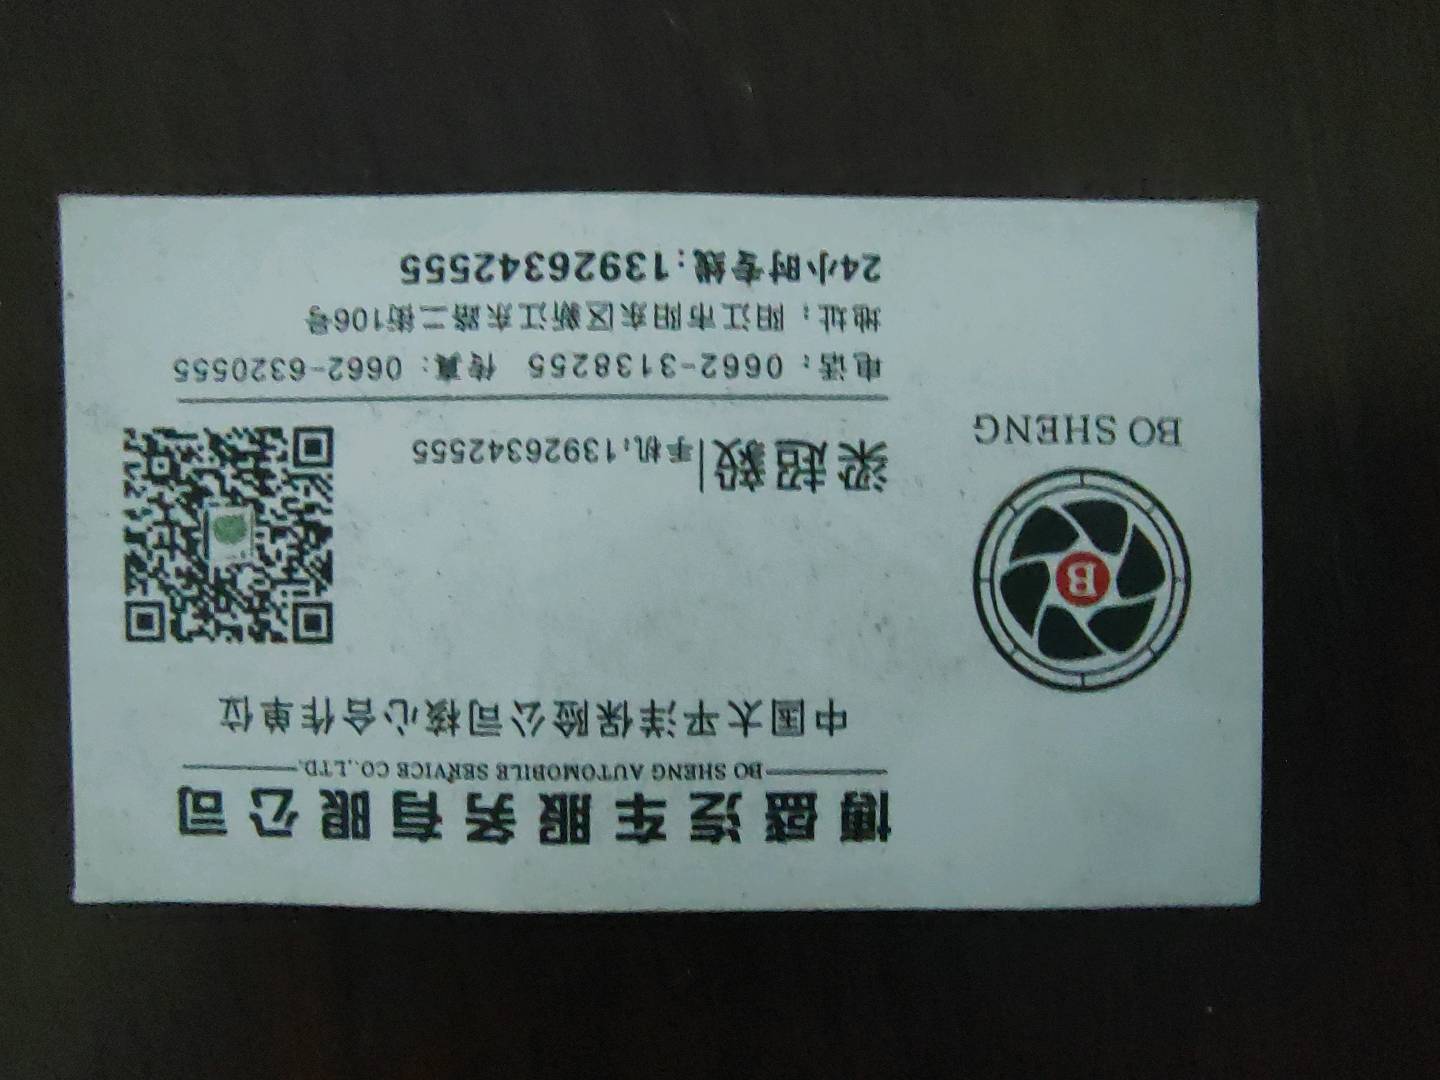 博盛汽车服务有限公司
BO SHENG AUTOMOBILE SERVICE CO.,LTD.
中国太平洋保险公司核心合作单位
B
BO SHENG
梁超毅 手机:13926342555
电话：0662-3138255 传真：0662-6320555
地址：阳江市阳东区新江东路二街106号
24小时专线:13926342555